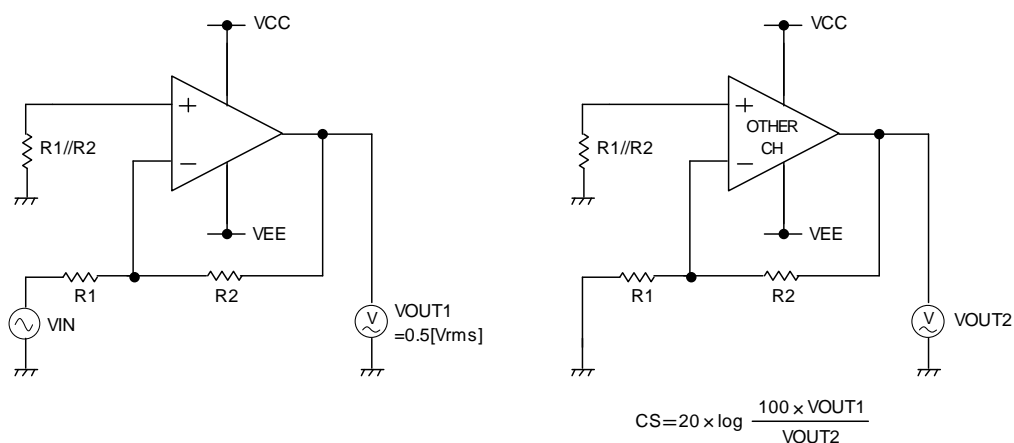 VCC
R1//R2
+
−
VEE
R1
R2
VIN
V
VOUT1
=0.5[Vrms]
VCC
R1//R2
+
OTHER
CH
−
VEE
R1
R2
V
VOUT2
CS=20×log 100×VOUT1
VOUT2